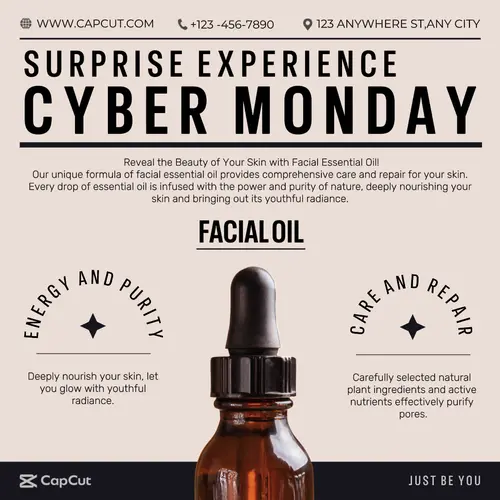 WWW.CAPCUT.COM +123 -456-7890 123 ANYWHERE ST,ANY CITY
SURPRISE EXPERIENCE
CYBER MONDAY
Reveal the Beauty of Your Skin with Facial Essential Oil!
Our unique formula of facial essential oil provides comprehensive care and repair for your skin.
Every drop of essential oil is infused with the power and purity of nature, deeply nourishing your
skin and bringing out its youthful radiance.
FACIAL OIL
ENERGY AND PURITY
Deeply nourish your skin, let
you glow with youthful
radiance.
CARE AND REPAIR
Carefully selected natural
plant ingredients and active
nutrients effectively purify
pores.
CapCut
JUST BE YOU